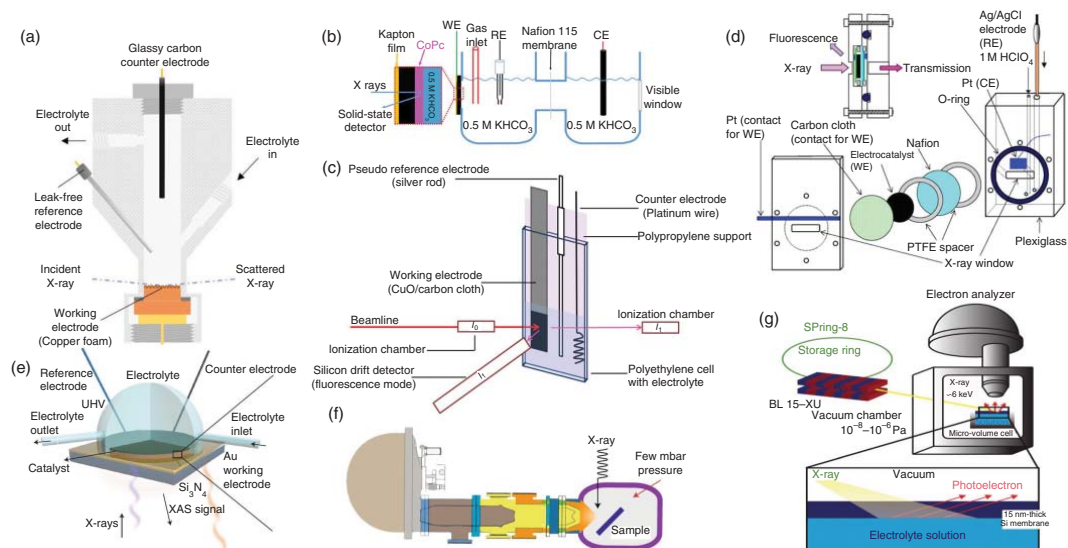 (a)
Glassy carbon
counter electrode
Electrolyte
out
Electrolyte
in
Leak-free
reference
electrode
Incident
X-ray
Scattered
X-ray
Working
electrode
(Copper foam)
(b)
Kapton
film
CoPc
WE
Gas
inlet
RE
Nafion 115
membrane
CE
X rays
Solid-state
detector
0.5 M KHCO3
0.5 M KHCO3
0.5 M KHCO3
Visible
window
(c)
Pseudo reference electrode
(silver rod)
Counter electrode
(Platinum wire)
Polypropylene support
Working electrode
(CuO/carbon cloth)
Beamline
I0
Ionization chamber
Ionization chamber
I1
Silicon drift detector
(fluorescence mode)
If
Polyethylene cell
with electrolyte
(d)
Fluorescence
X-ray
Transmission
Ag/AgCl
electrode
(RE)
1 M HClO4
Pt (CE)
O-ring
Pt (contact
for WE)
Carbon cloth
(contact for WE)
Electrocatalyst
(WE)
Nafion
PTFE
spacer
X-ray window
Plexiglass
(e)
Reference
electrode
Electrolyte
Counter electrode
UHV
Electrolyte
outlet
Electrolyte
inlet
Catalyst
Au
working
electrode
Si3N4
XAS signal
X-rays
(f)
X-ray
Few mbar
pressure
Sample
(g)
Electron analyzer
SPring-8
Storage ring
X-ray
~6 keV
BL 15–XU
Vacuum chamber
10−8–10−6 Pa
Micro-volume cell
X-ray
Vacuum
Photoelectron
15 nm-thick
Si membrane
Electrolyte solution